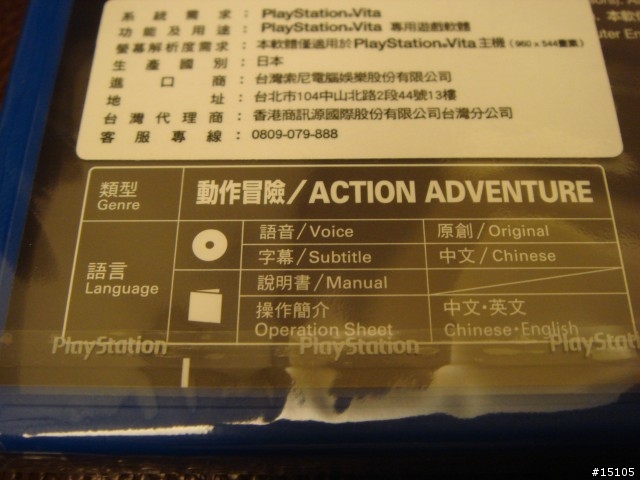 系統需求：PlayStation®Vita
功能及用途：PlayStation®Vita 專用遊戲軟體
螢幕解析度需求：本軟體僅適用於PlayStation®Vita主機（960 x 544畫素）
生產國別：日本
進口商：台灣索尼電腦娛樂股份有限公司
地址：台北市104中山北路2段44號13樓
台灣代理商：香港商訊源國際股份有限公司台灣分公司
客服專線：0809-079-888
類型 動作冒險/ACTION ADVENTURE
Genre
語言 語音/Voice 原創/Original
Language 字幕/Subtitle 中文/Chinese
說明書/Manual
操作簡介 中文·英文
Operation Sheet Chinese·English
PlayStation PlayStation PlayStation
#15105